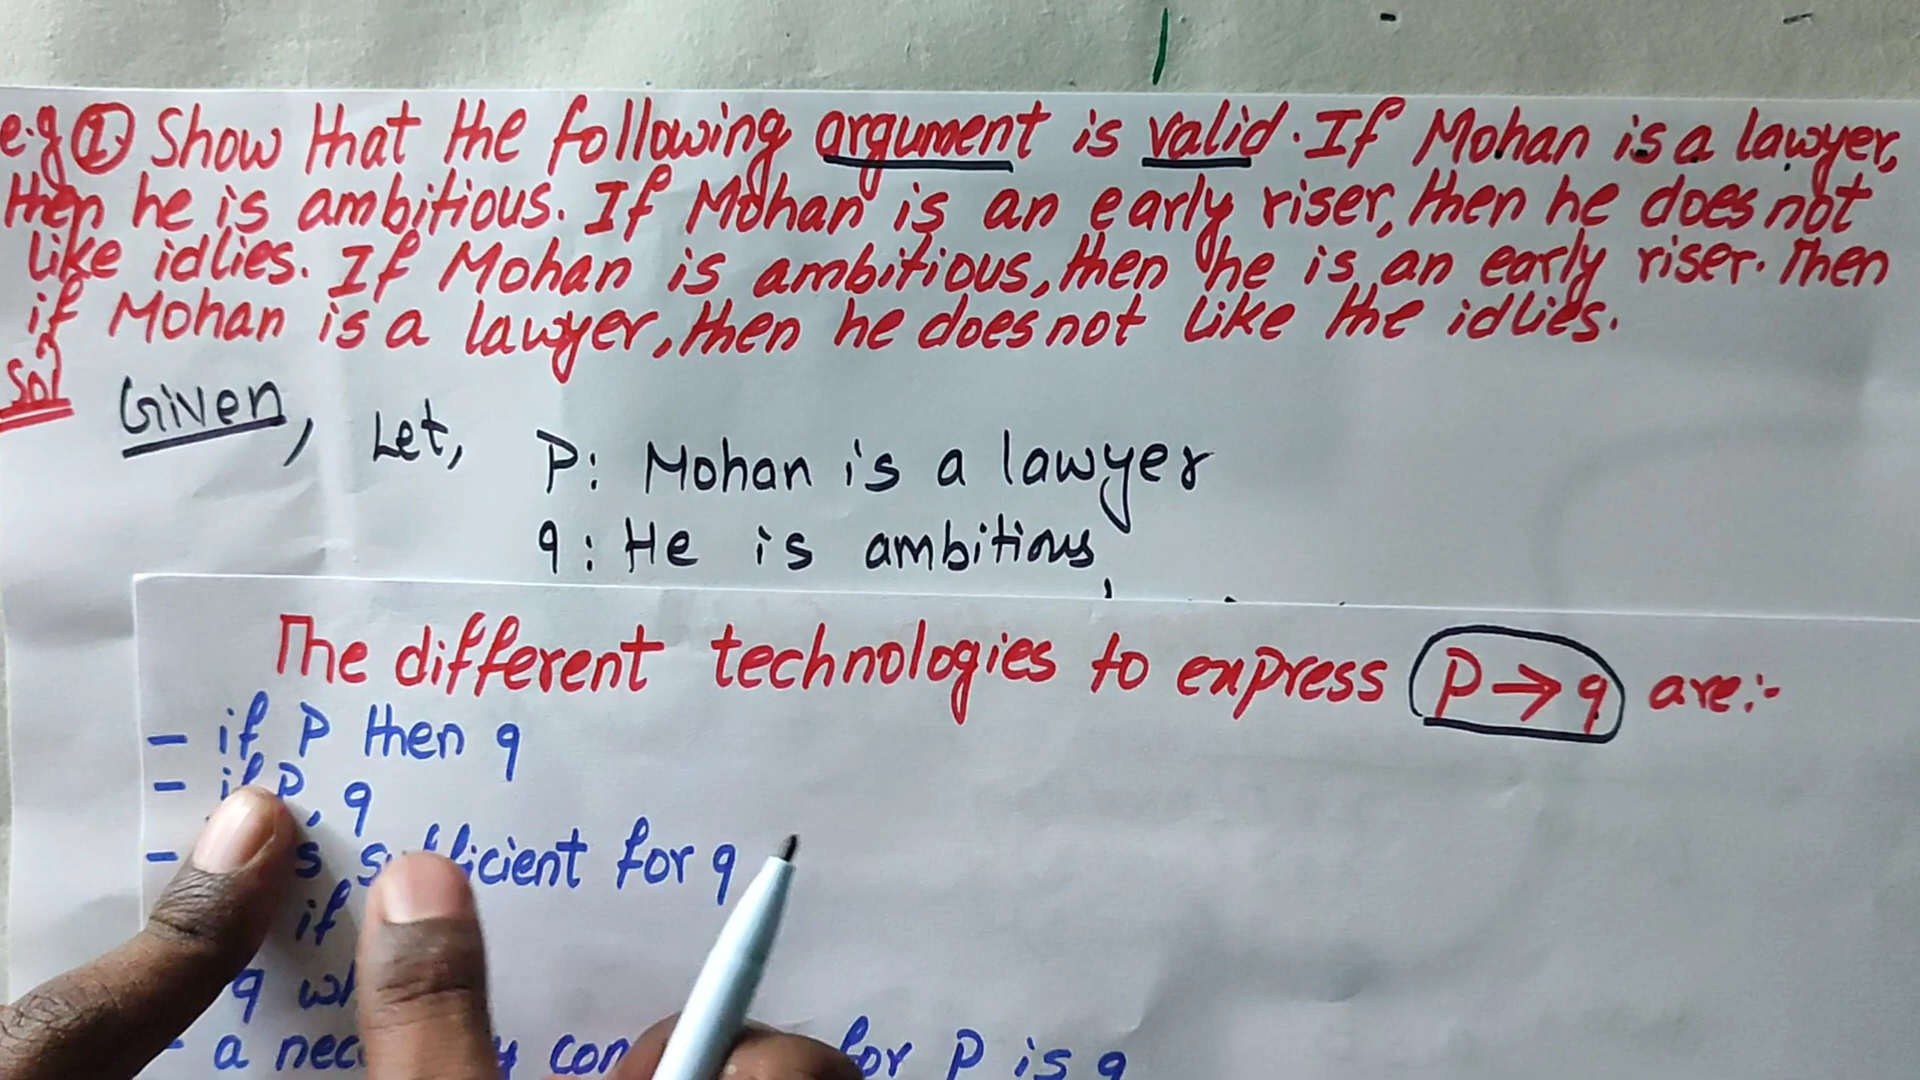 e.g ①. Show that the following argument is valid. If Mohan is a lawyer,
then he is ambitious. If Mohan is an early riser, then he does not
like idlies. If Mohan is ambitious, then he is an early riser. Then
if Mohan is a lawyer, then he does not like the idlies.
Sol
Given, Let, P: Mohan is a lawyer
q: He is ambitious
The different technologies to express P→q are:-
- if P then q
- if P, q
- s sufficient for q
if
q
a for P is q